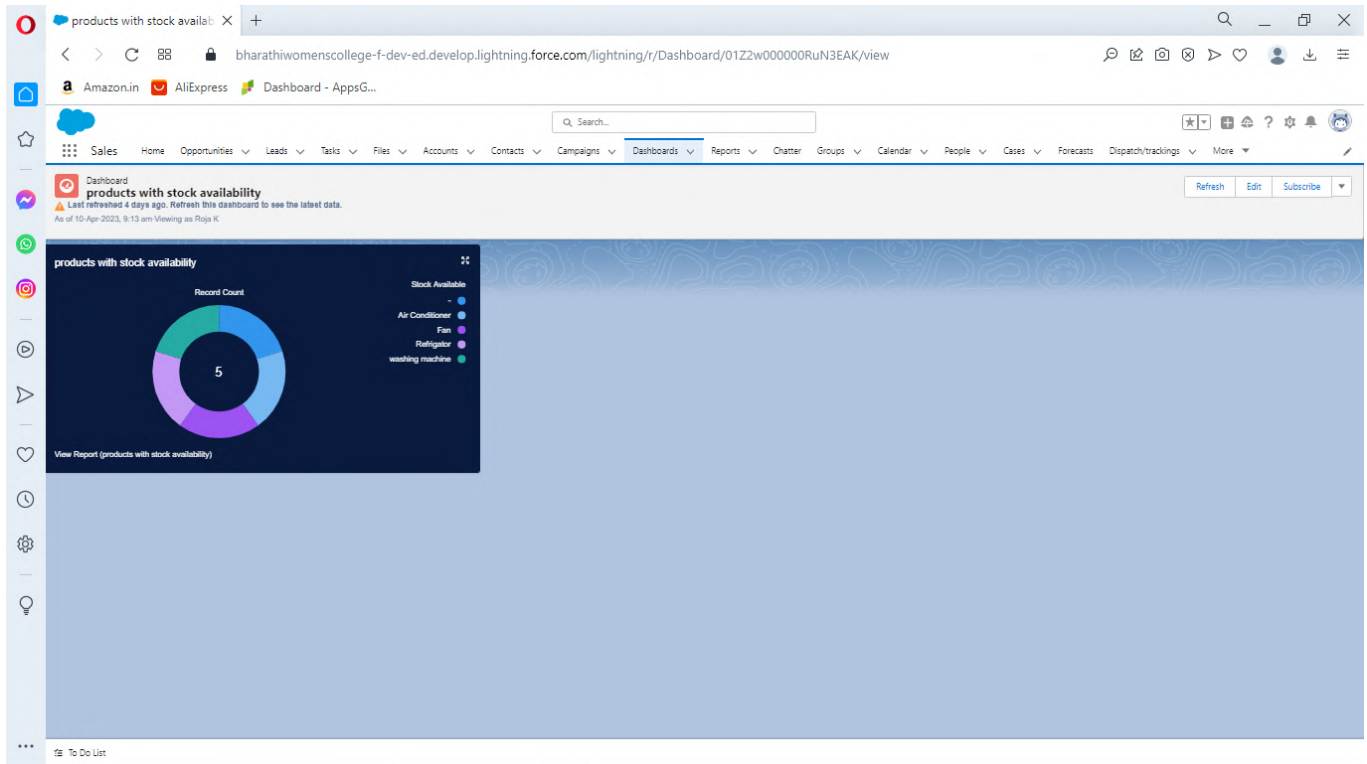 products with stock availab
bharathiwomenscollege-f-dev-ed.develop.lightning.force.com/lightning/r/Dashboard/01Z2w000000RuN3EAK/view
Amazon.in AliExpress Dashboard - AppsG...
Search...
Sales Home Opportunities Leads Tasks Files Accounts Contacts Campaigns Dashboards Reports Chatter Groups Calendar People Cases Forecasts Dispatch/trackings More
Dashboard
products with stock availability
Last refreshed 4 days ago. Refresh this dashboard to see the latest data.
As of 10-Apr-2023, 9:13 am·Viewing as Roja K
Refresh Edit Subscribe
products with stock availability
Record Count
Stock Available
-
Air Conditioner
Fan
Refrigator
washing machine
5
View Report (products with stock availability)
To Do List